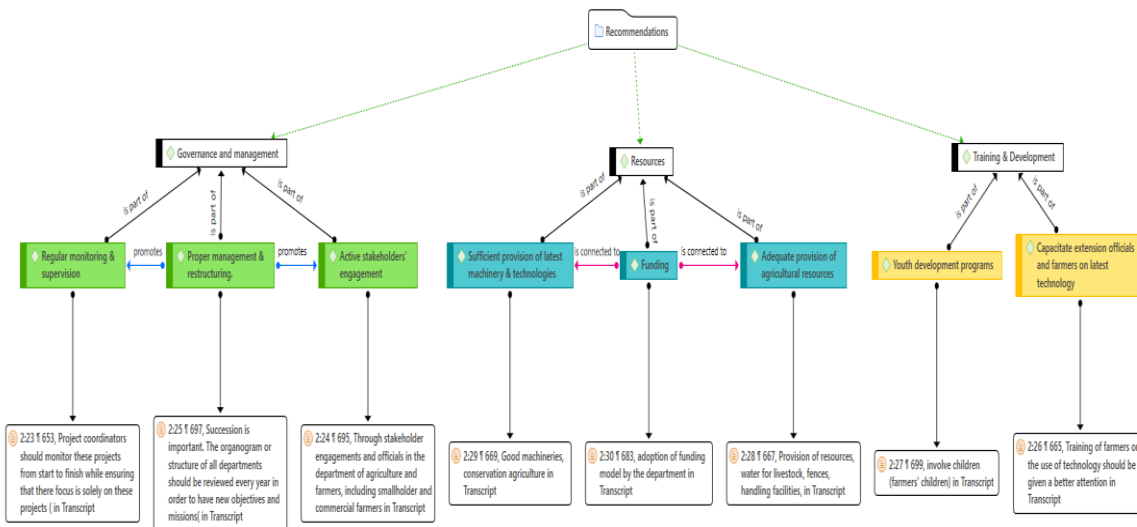 Recommendations
Governance and management
Resources
Training & Development
is part of
is part of
is part of
is part of
is part of
is part of
is part of
is part of
Regular monitoring &
supervision
promotes
Proper management &
restructuring.
promotes
Active stakeholders'
engagement
Sufficient provision of latest
machinery & technologies
is connected to
Funding
is connected to
Adequate provision of
agricultural resources
Youth development programs
Capacitate extension officials
and farmers on latest
technology
2:23 ¶ 653, Project coordinators
should monitor these projects
from start to finish while ensuring
that there focus is solely on these
projects ( in Transcript
2:25 ¶ 697, Succession is
important. The organogram or
structure of all departments
should be reviewed every year in
order to have new objectives and
missions( in Transcript
2:24 ¶ 695, Through stakeholder
engagements and officials in the
department of agriculture and
farmers, including smallholder and
commercial farmers in Transcript
2:29 ¶ 669, Good machineries,
conservation agriculture in
Transcript
2:30 ¶ 683, adoption of funding
model by the department in
Transcript
2:28 ¶ 667, Provision of resources,
water for livestock, fences,
handling facilities, in Transcript
2:27 ¶ 699, involve children
(farmers' children) in Transcript
2:26 ¶ 665, Training of farmers on
the use of technology should be
given a better attention in
Transcript